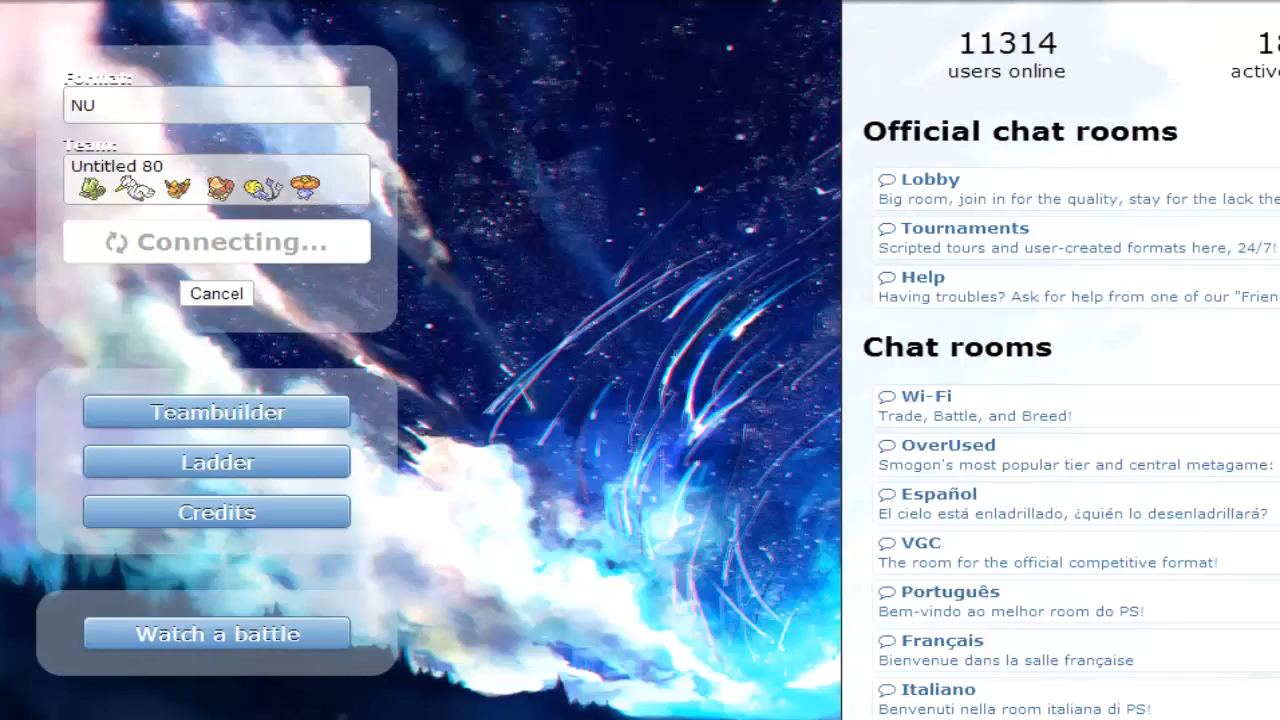 Format:
NU
Team:
Untitled 80
Connecting...
Cancel
Teambuilder
Ladder
Credits
Watch a battle
11314
users online
Official chat rooms
Lobby
Big room, join in for the quality, stay for the lack the
Tournaments
Scripted tours and user-created formats here, 24/7!
Help
Having troubles? Ask for help from one of our "Frien
Chat rooms
Wi-Fi
Trade, Battle, and Breed!
OverUsed
Smogon's most popular tier and central metagame:
Español
El cielo está enladrillado, ¿quién lo desenladrillará?
VGC
The room for the official competitive format!
Português
Bem-vindo ao melhor room do PS!
Français
Bienvenue dans la salle française
Italiano
Benvenuti nella room italiana di PS!